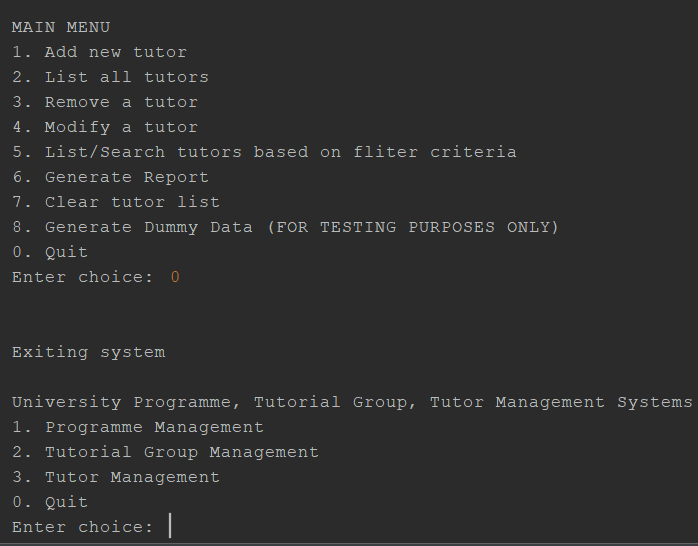 MAIN MENU
1. Add new tutor
2. List all tutors
3. Remove a tutor
4. Modify a tutor
5. List/Search tutors based on fliter criteria
6. Generate Report
7. Clear tutor list
8. Generate Dummy Data (FOR TESTING PURPOSES ONLY)
0. Quit
Enter choice: 0
Exiting system
University Programme, Tutorial Group, Tutor Management Systems
1. Programme Management
2. Tutorial Group Management
3. Tutor Management
0. Quit
Enter choice: